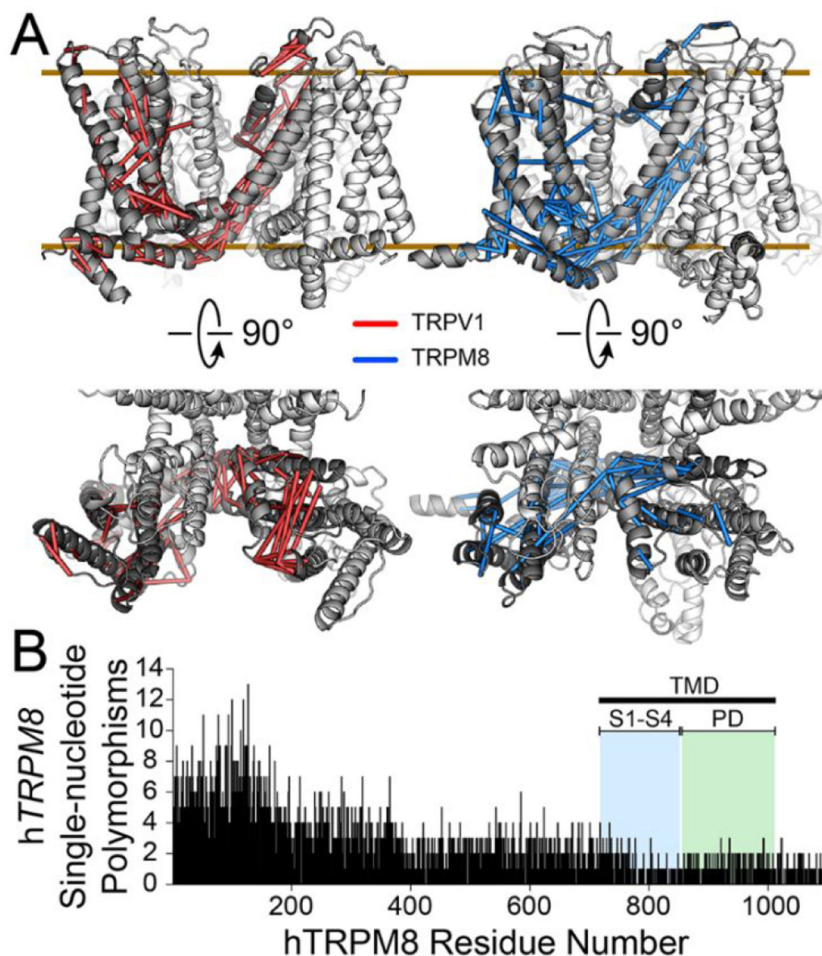 A
90°
TRPV1
TRPM8
90°
B
hTRPM8
Single-nucleotide
Polymorphisms
14
12
10
8
6
4
2
0
TMD
S1-S4
PD
200
400
600
800
1000
hTRPM8 Residue Number